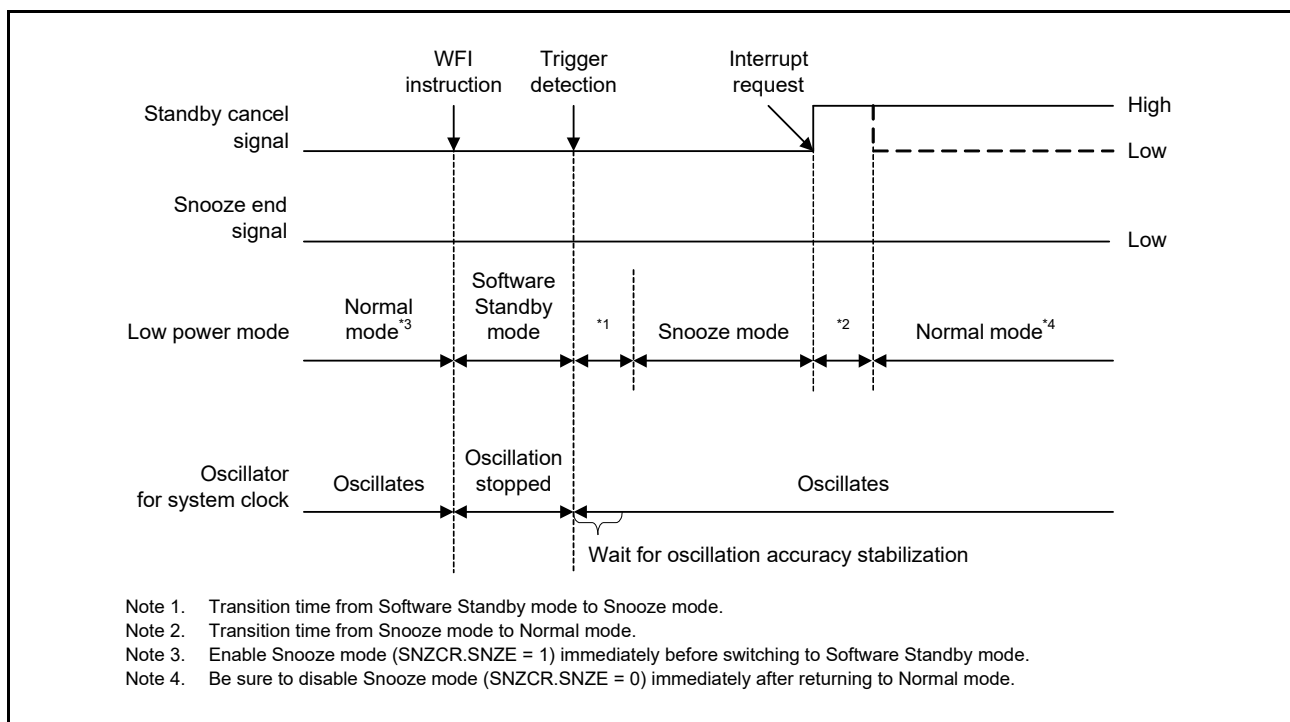 WFI
instruction
Trigger
detection
Interrupt
request
Standby cancel
signal
High
Low
Snooze end
signal
Low
Low power mode
Normal
mode*3
Software
Standby
mode
*1
Snooze mode
*2
Normal mode*4
Oscillator
for system clock
Oscillates
Oscillation
stopped
Oscillates
Wait for oscillation accuracy stabilization
Note 1. Transition time from Software Standby mode to Snooze mode.
Note 2. Transition time from Snooze mode to Normal mode.
Note 3. Enable Snooze mode (SNZCR.SNZE = 1) immediately before switching to Software Standby mode.
Note 4. Be sure to disable Snooze mode (SNZCR.SNZE = 0) immediately after returning to Normal mode.